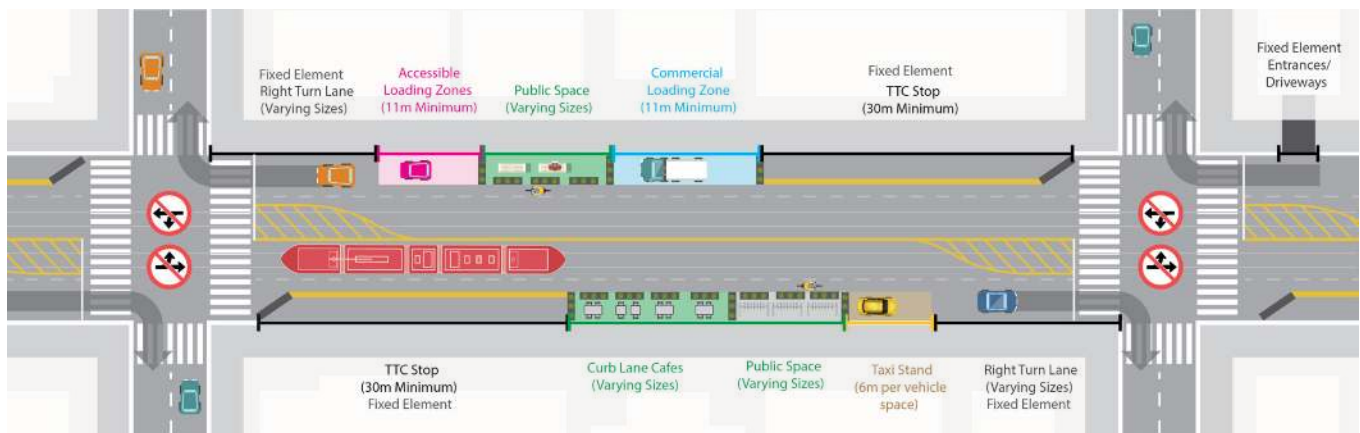 Fixed Element
Right Turn Lane
(Varying Sizes)
Accessible
Loading Zones
(11m Minimum)
Public Space
(Varying Sizes)
Commercial
Loading Zone
(11m Minimum)
Fixed Element
TTC Stop
(30m Minimum)
Fixed Element
Entrances/
Driveways
TTC Stop
(30m Minimum)
Fixed Element
Curb Lane Cafes
(Varying Sizes)
Public Space
(Varying Sizes)
Taxi Stand
(6m per vehicle
space)
Right Turn Lane
(Varying Sizes)
Fixed Element